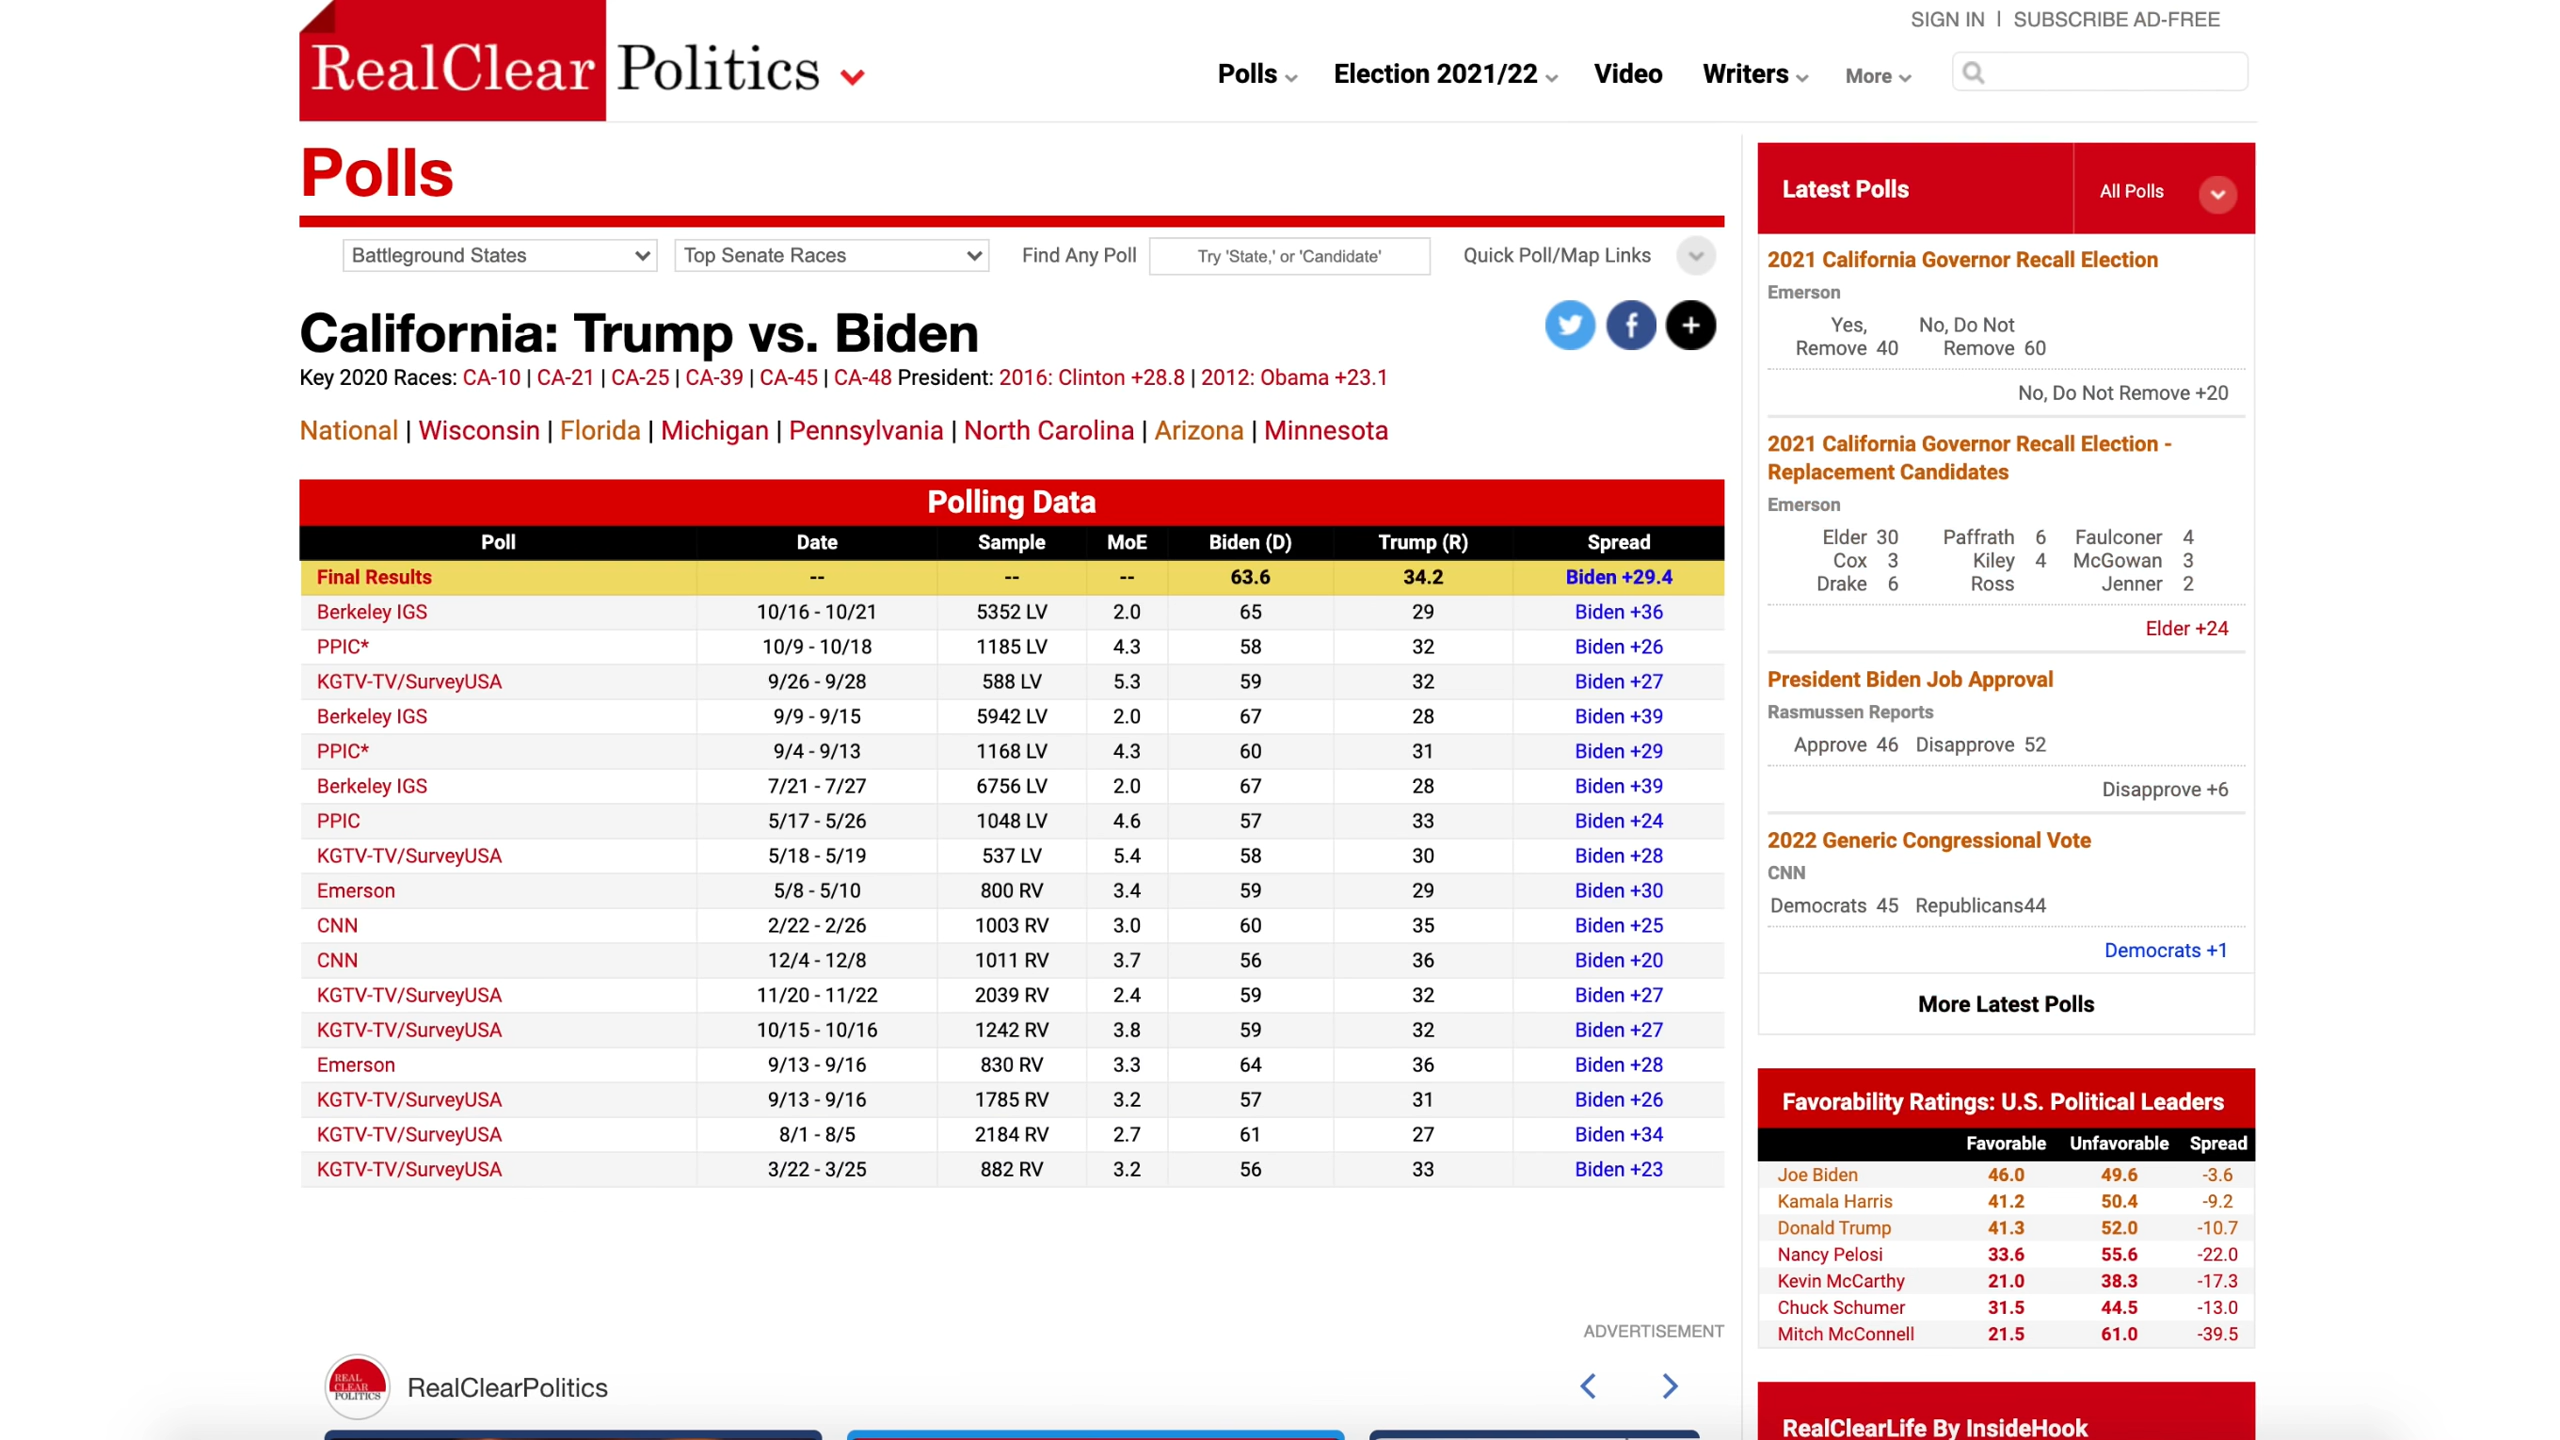 SIGN IN | SUBSCRIBE AD-FREE
RealClear Politics
Polls Election 2021/22 Video Writers More
Polls
Battleground States Top Senate Races Find Any Poll Try 'State,' or 'Candidate' Quick Poll/Map Links
California: Trump vs. Biden
Key 2020 Races: CA-10 | CA-21 | CA-25 | CA-39 | CA-45 | CA-48 President: 2016: Clinton +28.8 | 2012: Obama +23.1
National | Wisconsin | Florida | Michigan | Pennsylvania | North Carolina | Arizona | Minnesota
Polling Data
Poll Date Sample MoE Biden (D) Trump (R) Spread
Final Results -- -- -- 63.6 34.2 Biden +29.4
Berkeley IGS 10/16 - 10/21 5352 LV 2.0 65 29 Biden +36
PPIC* 10/9 - 10/18 1185 LV 4.3 58 32 Biden +26
KGTV-TV/SurveyUSA 9/26 - 9/28 588 LV 5.3 59 32 Biden +27
Berkeley IGS 9/9 - 9/15 5942 LV 2.0 67 28 Biden +39
PPIC* 9/4 - 9/13 1168 LV 4.3 60 31 Biden +29
Berkeley IGS 7/21 - 7/27 6756 LV 2.0 67 28 Biden +39
PPIC 5/17 - 5/26 1048 LV 4.6 57 33 Biden +24
KGTV-TV/SurveyUSA 5/18 - 5/19 537 LV 5.4 58 30 Biden +28
Emerson 5/8 - 5/10 800 RV 3.4 59 29 Biden +30
CNN 2/22 - 2/26 1003 RV 3.0 60 35 Biden +25
CNN 12/4 - 12/8 1011 RV 3.7 56 36 Biden +20
KGTV-TV/SurveyUSA 11/20 - 11/22 2039 RV 2.4 59 32 Biden +27
KGTV-TV/SurveyUSA 10/15 - 10/16 1242 RV 3.8 59 32 Biden +27
Emerson 9/13 - 9/16 830 RV 3.3 64 36 Biden +28
KGTV-TV/SurveyUSA 9/13 - 9/16 1785 RV 3.2 57 31 Biden +26
KGTV-TV/SurveyUSA 8/1 - 8/5 2184 RV 2.7 61 27 Biden +34
KGTV-TV/SurveyUSA 3/22 - 3/25 882 RV 3.2 56 33 Biden +23
ADVERTISEMENT
REAL CLEAR POLITICS
RealClearPolitics
Latest Polls All Polls
2021 California Governor Recall Election
Emerson
Yes, No, Do Not
Remove 40 Remove 60
No, Do Not Remove +20
2021 California Governor Recall Election -
Replacement Candidates
Emerson
Elder 30 Paffrath 6 Faulconer 4
Cox 3 Kiley 4 McGowan 3
Drake 6 Ross Jenner 2
Elder +24
President Biden Job Approval
Rasmussen Reports
Approve 46 Disapprove 52
Disapprove +6
2022 Generic Congressional Vote
CNN
Democrats 45 Republicans44
Democrats +1
More Latest Polls
Favorability Ratings: U.S. Political Leaders
Favorable Unfavorable Spread
Joe Biden 46.0 49.6 -3.6
Kamala Harris 41.2 50.4 -9.2
Donald Trump 41.3 52.0 -10.7
Nancy Pelosi 33.6 55.6 -22.0
Kevin McCarthy 21.0 38.3 -17.3
Chuck Schumer 31.5 44.5 -13.0
Mitch McConnell 21.5 61.0 -39.5
RealClearLife By InsideHook